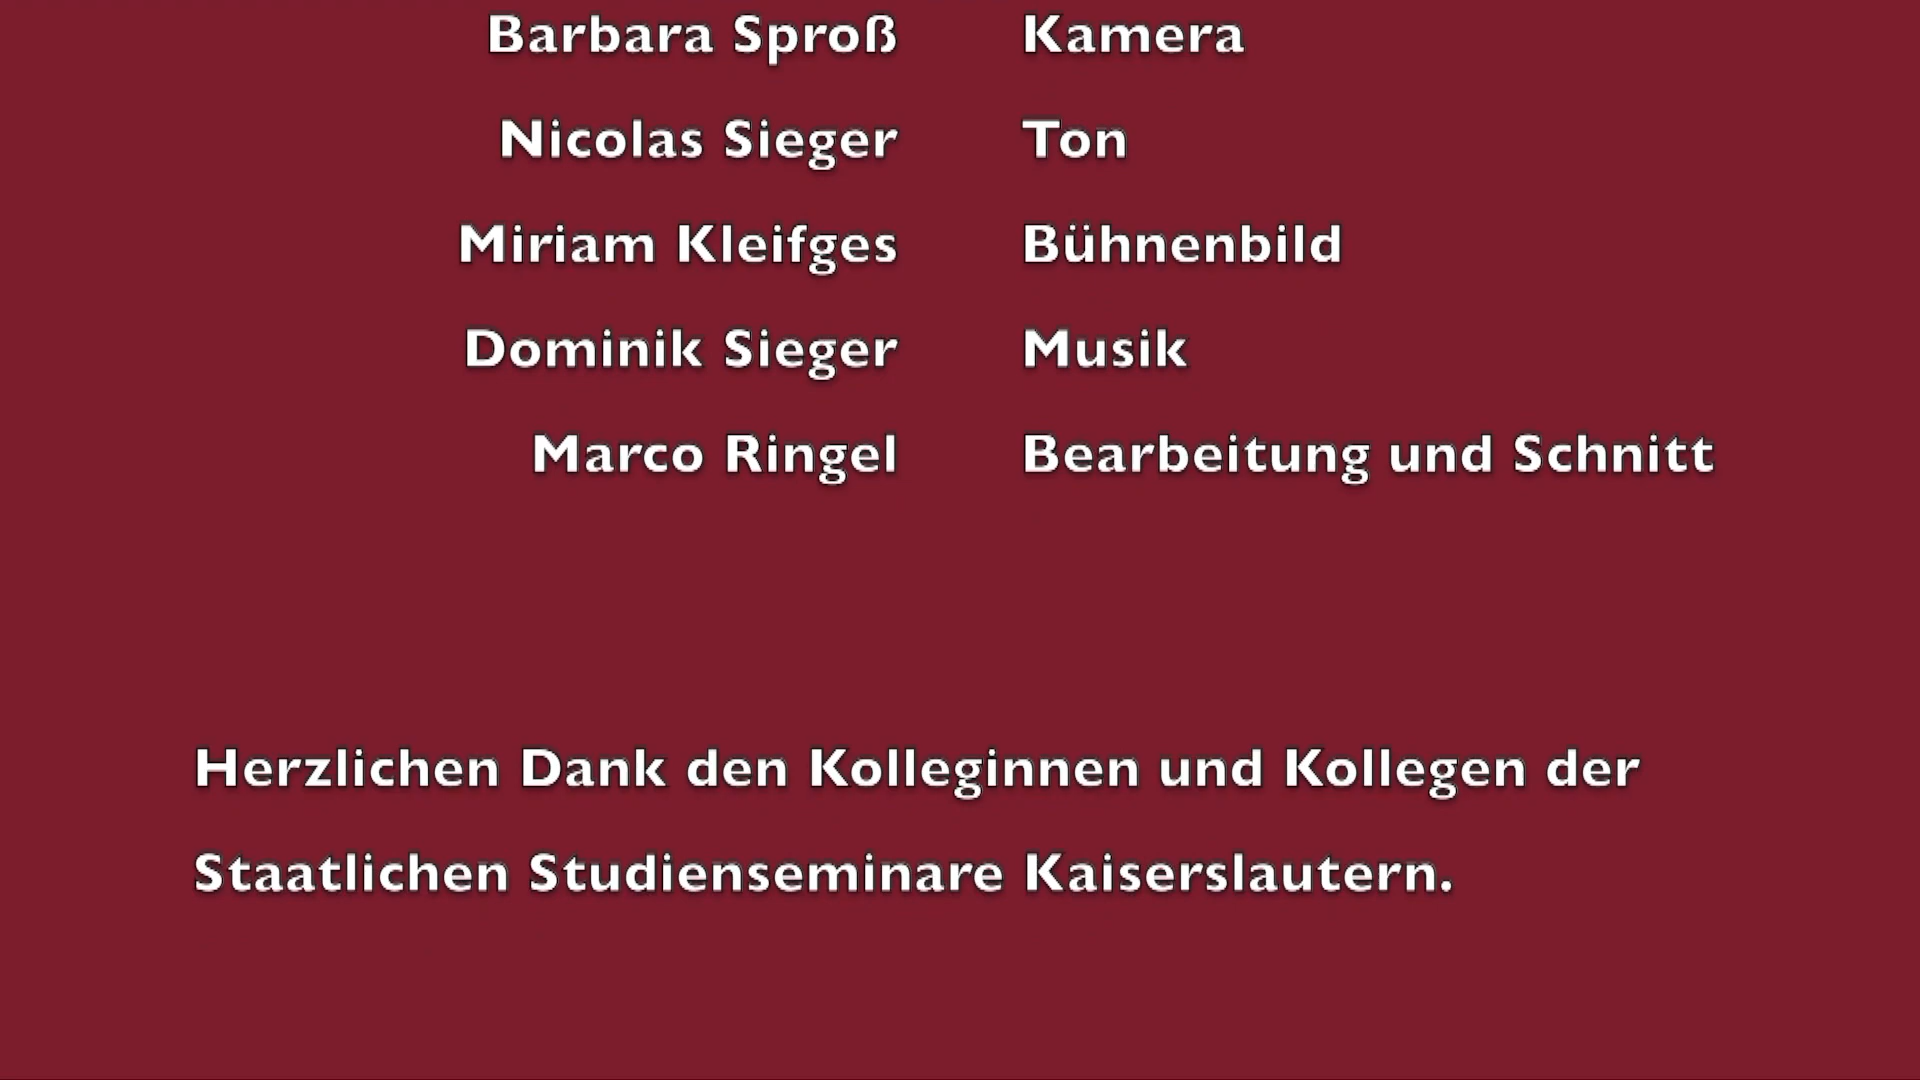 Barbara Sproß Kamera
Nicolas Sieger Ton
Miriam Kleifges Bühnenbild
Dominik Sieger Musik
Marco Ringel Bearbeitung und Schnitt
Herzlichen Dank den Kolleginnen und Kollegen der
Staatlichen Studienseminare Kaiserslautern.